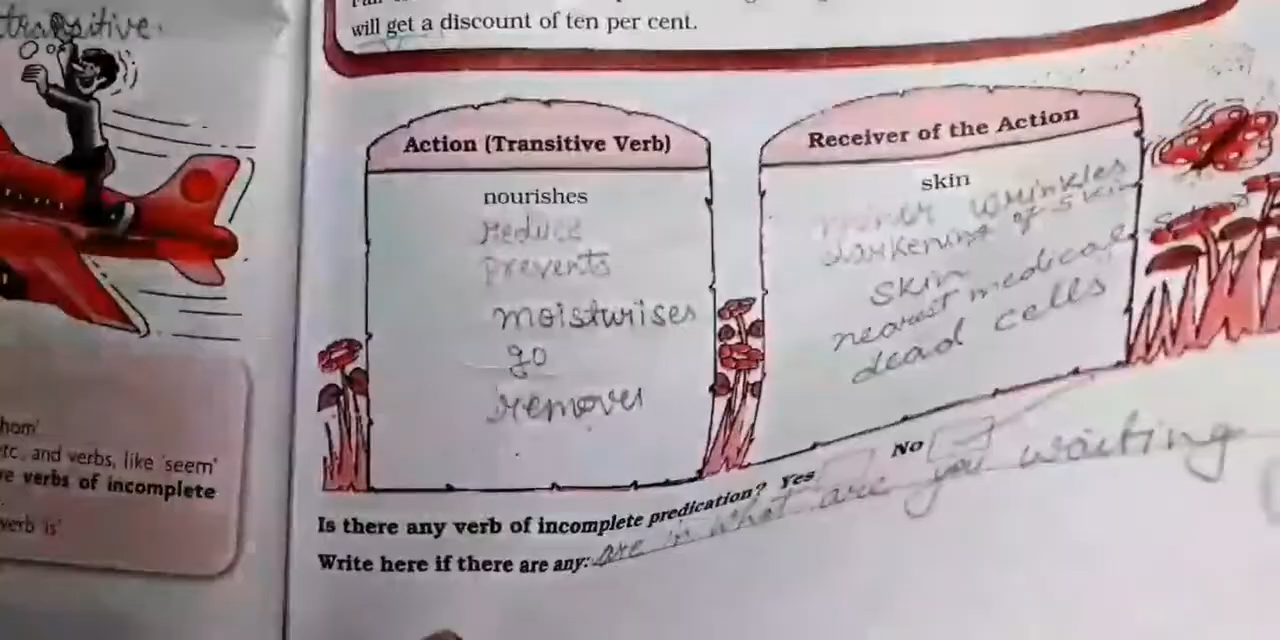 transitive.
will get a discount of ten per cent.
Action (Transitive Verb)
nourishes
reduce
prevents
moisturises
go
removes
Receiver of the Action
skin
wrinkles
darkening of skin
skin
nearest medical
dead cells
Is there any verb of incomplete predication? Yes No
Write here if there are any: are in what are you waiting
hom'
etc. and verbs, like 'seem'
re verbs of incomplete
verb is'